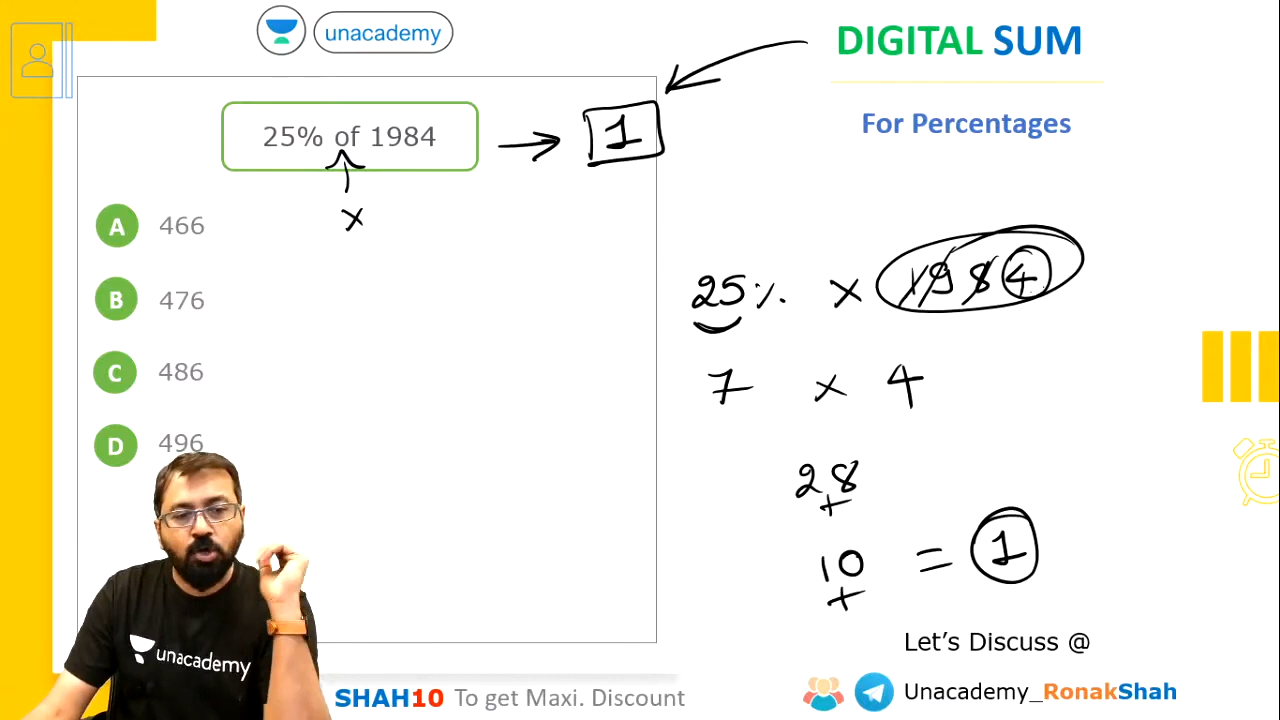 unacademy
DIGITAL SUM
For Percentages
25% of 1984
→ 1
x
A 466
B 476
C 486
D 496
25% x 1984
7 x 4
28
+
10 = 1
+
unacademy
Let's Discuss @
SHAH10 To get Maxi. Discount
Unacademy_RonakShah